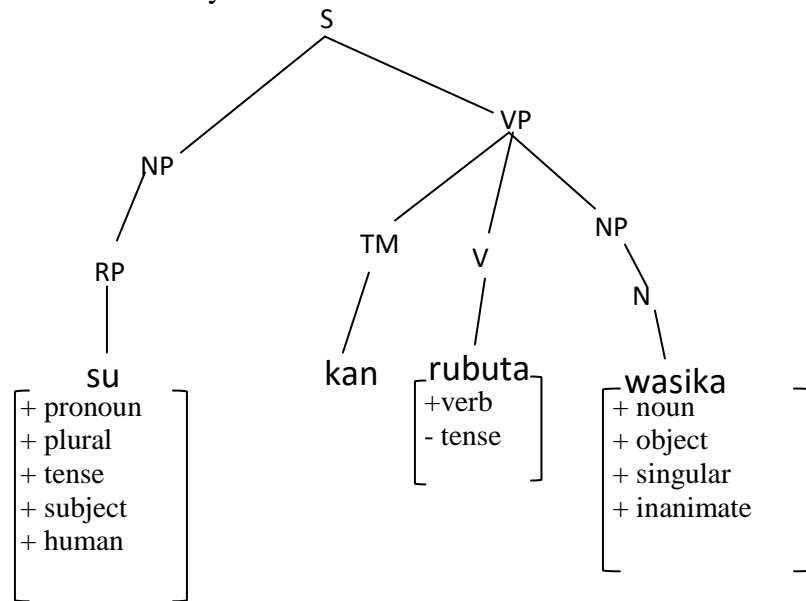 S
VP
NP
TM
V
NP
RP
N
su
kan
rubuta
wasika
+ pronoun
+ plural
+ tense
+ subject
+ human
+verb
- tense
+ noun
+ object
+ singular
+ inanimate